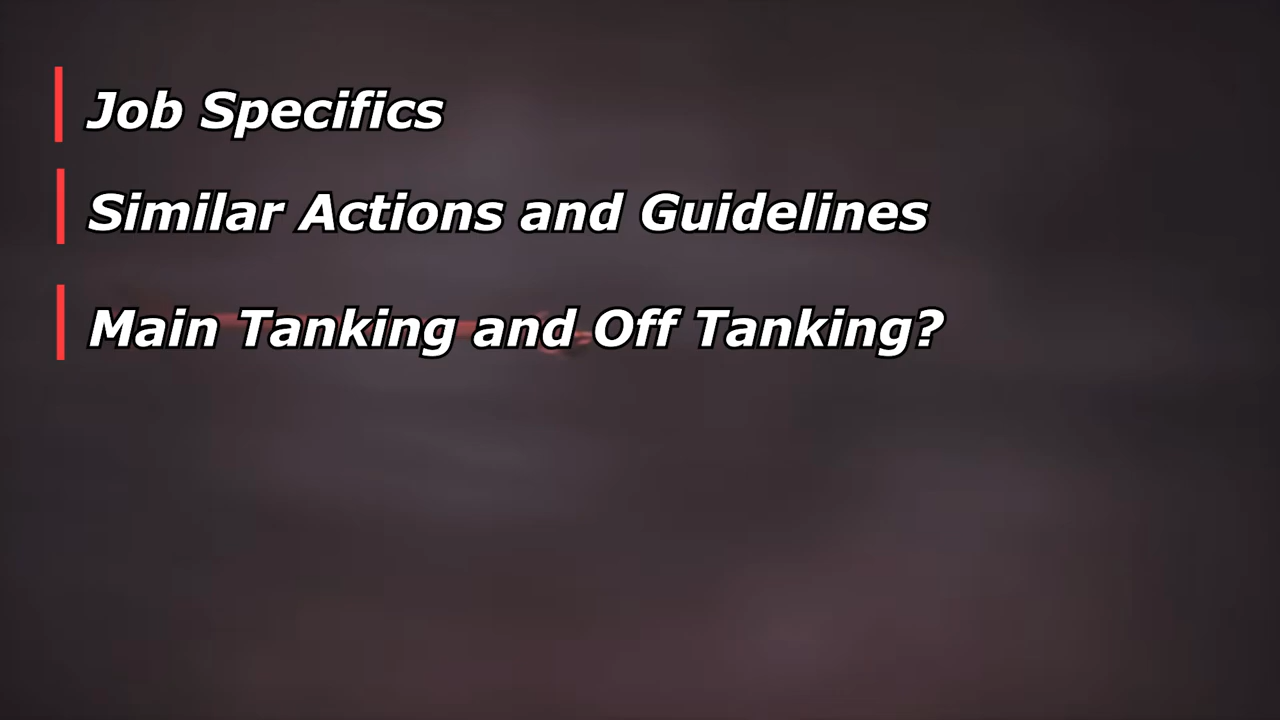 Job Specifics
Similar Actions and Guidelines
Main Tanking and Off Tanking?